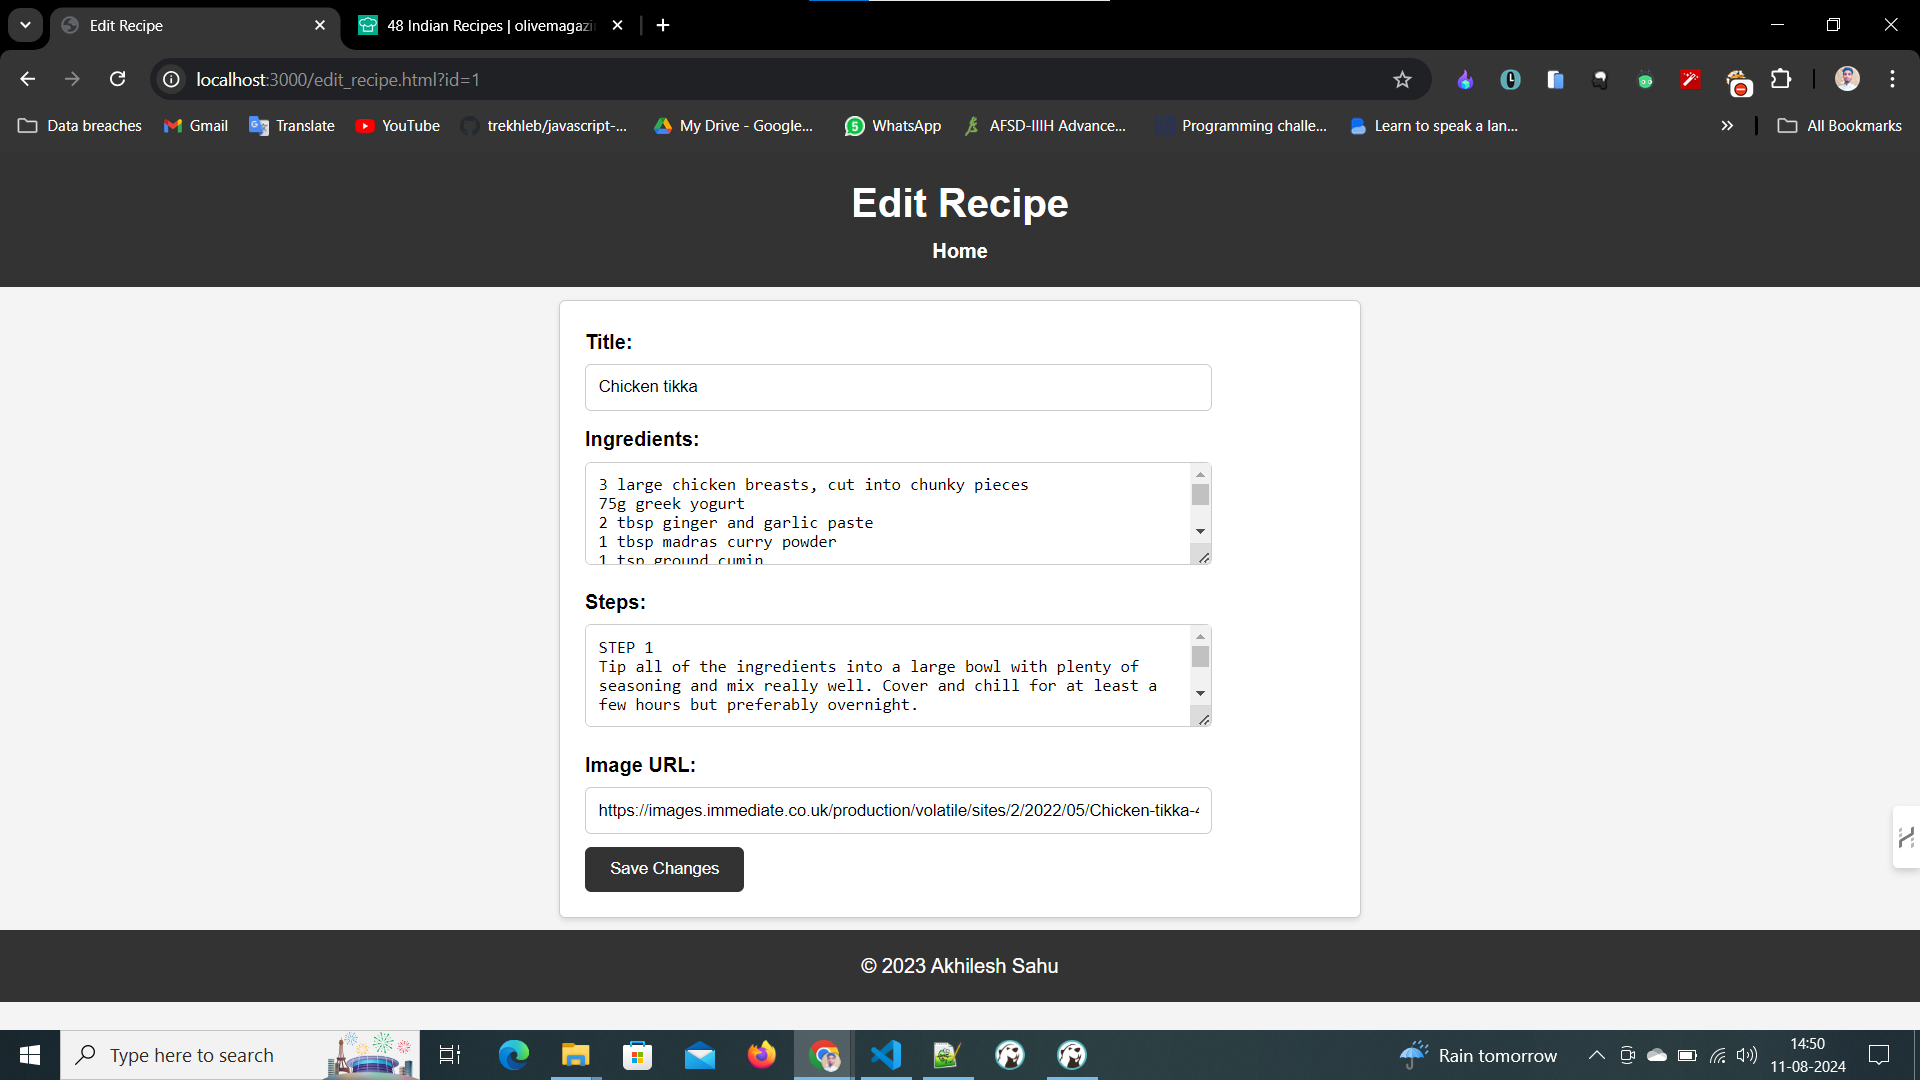 Edit Recipe
48 Indian Recipes | olivemagazi
localhost:3000/edit_recipe.html?id=1
Data breaches
Gmail
Translate
YouTube
trekhleb/javascript-...
My Drive - Google...
WhatsApp
AFSD-IIIH Advance...
Programming challe...
Learn to speak a lan...
All Bookmarks
Edit Recipe
Home
Title:
Chicken tikka
Ingredients:
3 large chicken breasts, cut into chunky pieces
75g greek yogurt
2 tbsp ginger and garlic paste
1 tbsp madras curry powder
1 tsp ground cumin
Steps:
STEP 1
Tip all of the ingredients into a large bowl with plenty of
seasoning and mix really well. Cover and chill for at least a
few hours but preferably overnight.
Image URL:
https://images.immediate.co.uk/production/volatile/sites/2/2022/05/Chicken-tikka-4
Save Changes
© 2023 Akhilesh Sahu
Type here to search
Rain tomorrow
14:50
11-08-2024